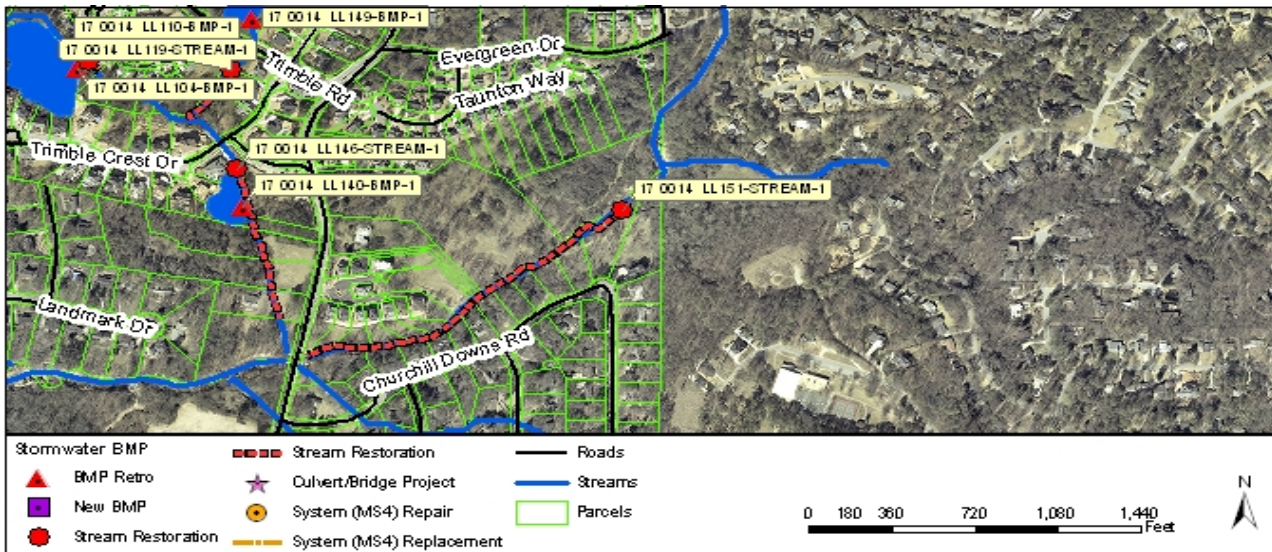 17 0014 LL110-BMP-1
17 0014 LL149-BMP-1
17 0014 LL119-STREAM-1
17 0014 LL104-BMP-1
Trimble Rd
Evergreen Dr
Taunton Way
Trimble Crest Dr
17 0014 LL146-STREAM-1
17 0014 LL140-BMP-1
17 0014 LL151-STREAM-1
Landmark Dr
Churchill Downs Rd
Stormwater BMP
BMP Retro
New BMP
Stream Restoration
Stream Restoration
Culvert/Bridge Project
System (MS4) Repair
System (MS4) Replacement
Roads
Streams
Parcels
0 180 360 720 1,080 1,440
Feet
N